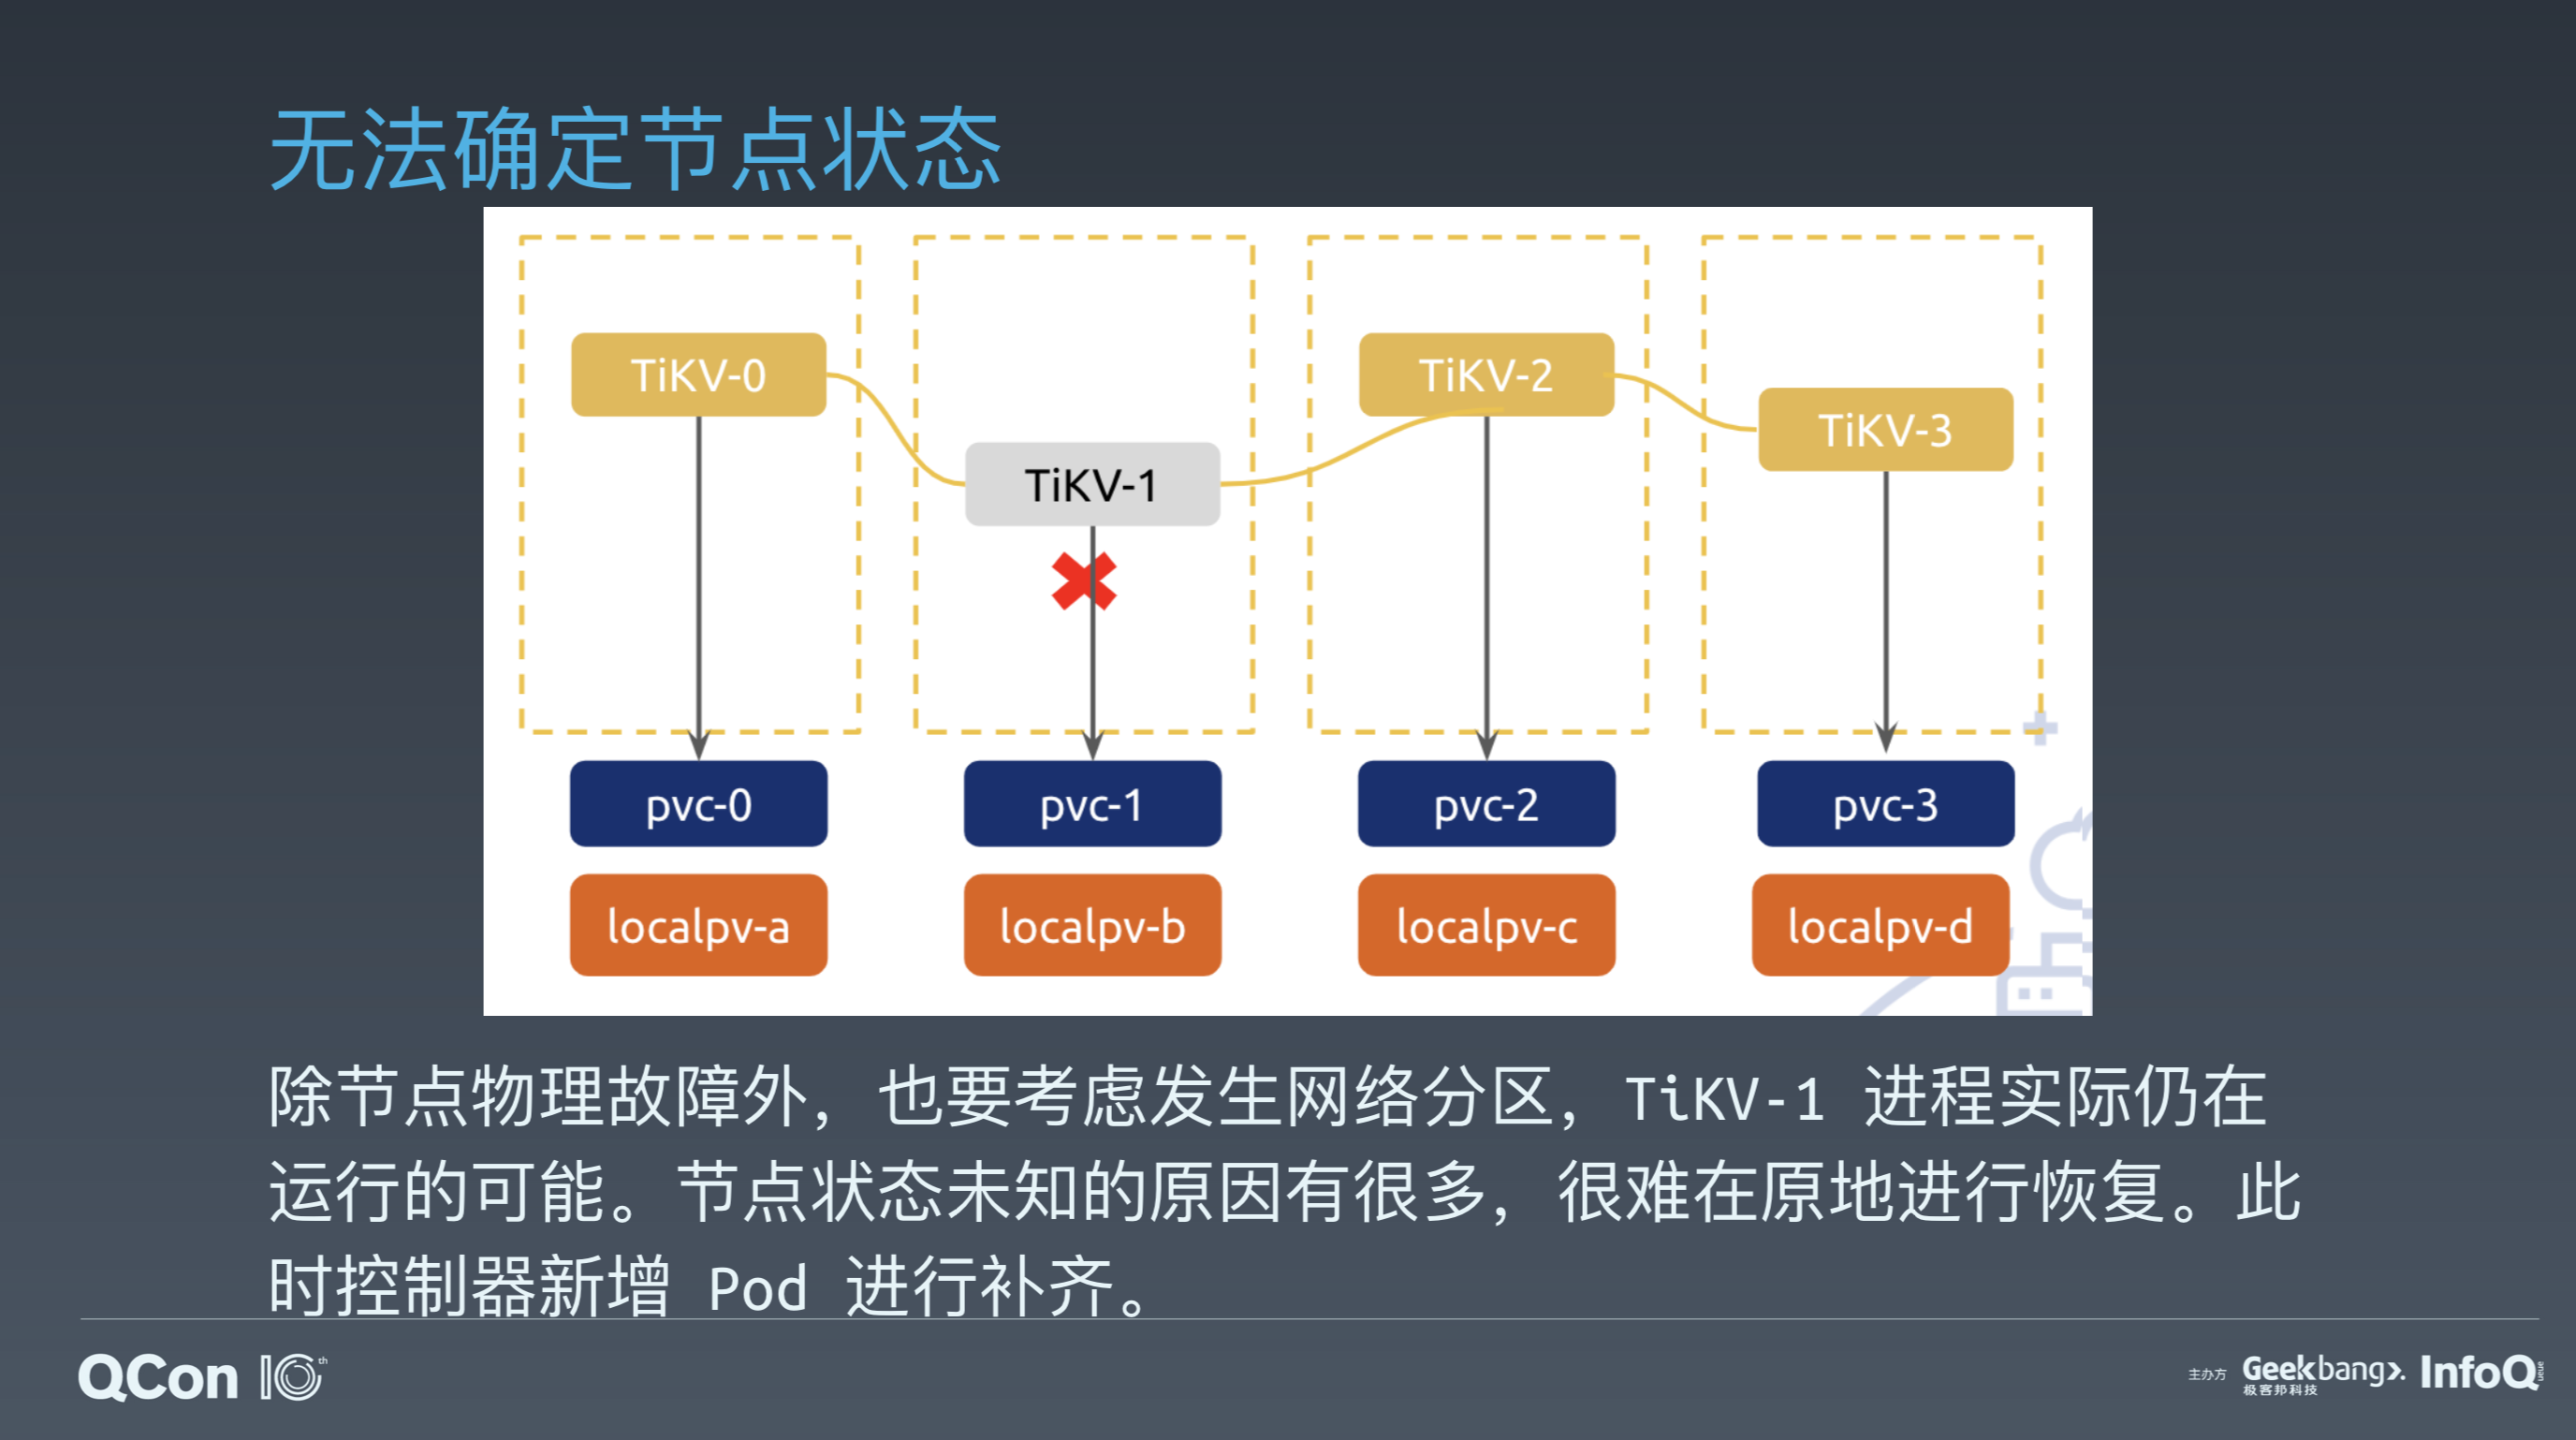 无法确定节点状态
TiKV-0
TiKV-2
TiKV-3
TiKV-1
pvc-0
pvc-1
pvc-2
pvc-3
localpv-a
localpv-b
localpv-c
localpv-d
除节点物理故障外，也要考虑发生网络分区，TiKV-1 进程实际仍在
运行的可能。节点状态未知的原因有很多，很难在原地进行恢复。此
时控制器新增 Pod 进行补齐。
QCon 10th
主办方 Geekbang>. InfoQ
极客邦科技